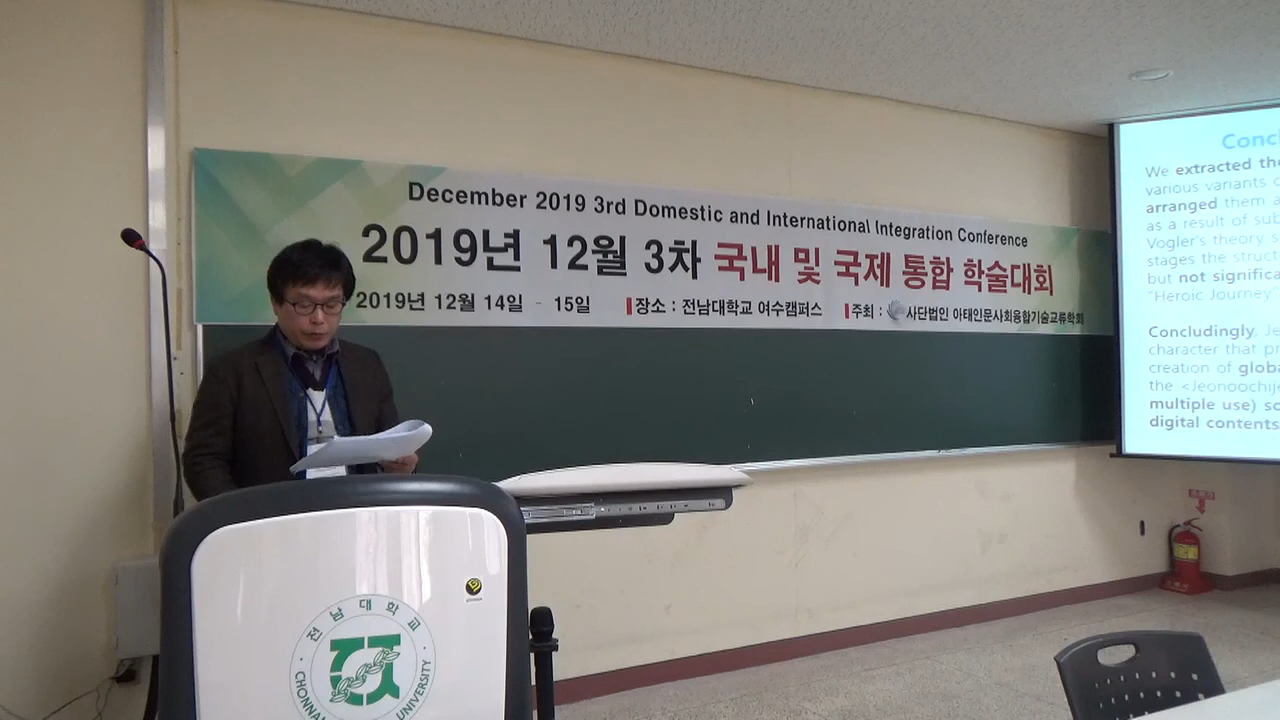 December 2019 3rd Domestic and International Integration Conference
2019년 12월 3차 국내 및 국제 통합 학술대회
2019년 12월 14일 - 15일 장소 : 전남대학교 여수캠퍼스 주최 : 사단법인 아태인문사회융합기술교류학회
We extracted the
various variants
arranged them
as a result of sub
Vogler's theory
stages the struct
but not significa
"Heroic Journey"
Concludingly, Je
character that pr
creation of globa
the <Jeonoochije
multiple use) so
digital contents
전남대학교
CHONNAM UNIVERSITY